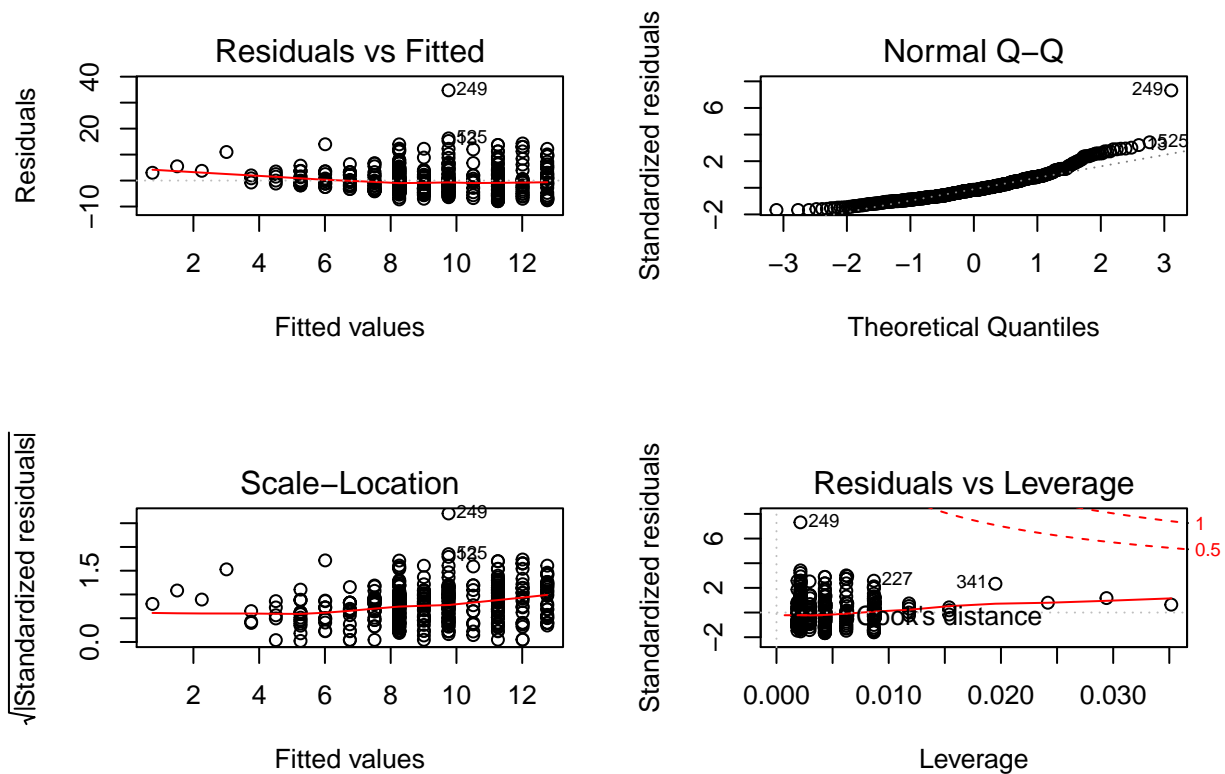 Residuals vs Fitted
Residuals
40
20
−10
249
525
2 4 6 8 10 12
Fitted values
Normal Q−Q
Standardized residuals
6
2
−2
249
525
−3 −2 −1 0 1 2 3
Theoretical Quantiles
Scale−Location
√|Standardized residuals|
1.5
0.0
249
525
2 4 6 8 10 12
Fitted values
Residuals vs Leverage
Standardized residuals
6
2
−2
249
227
341
1
0.5
Cook's distance
0.000 0.010 0.020 0.030
Leverage